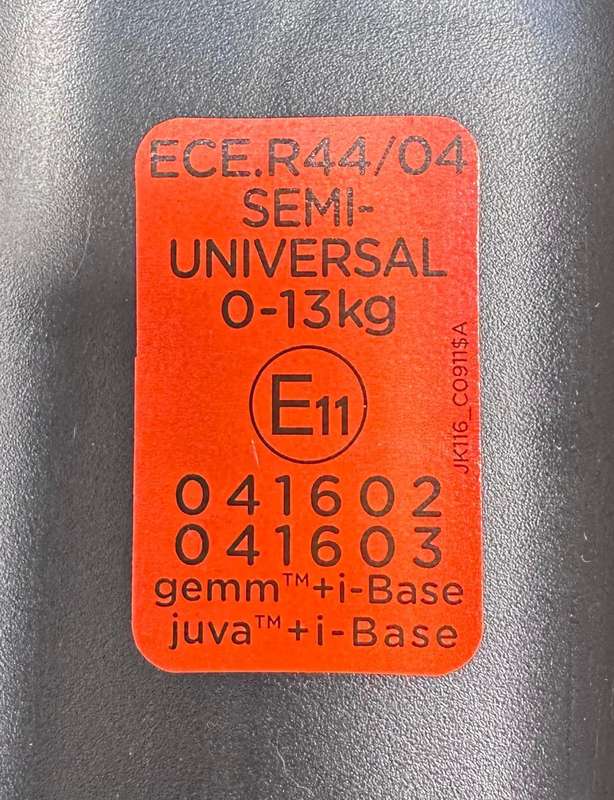 ECE.R44/04
SEMI-
UNIVERSAL
0-13kg
E11
041602
041603
gemm™+i-Base
juva™+i-Base
JK116_C0911$A